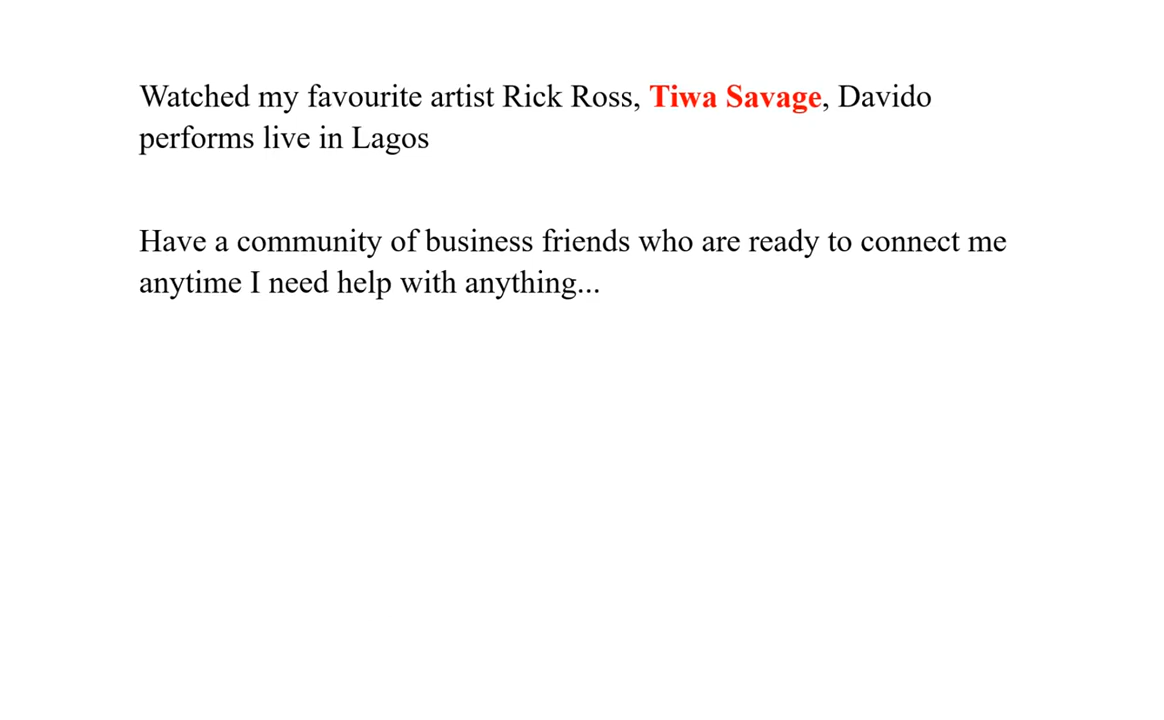 Watched my favourite artist Rick Ross, Tiwa Savage, Davido
performs live in Lagos
Have a community of business friends who are ready to connect me
anytime I need help with anything...